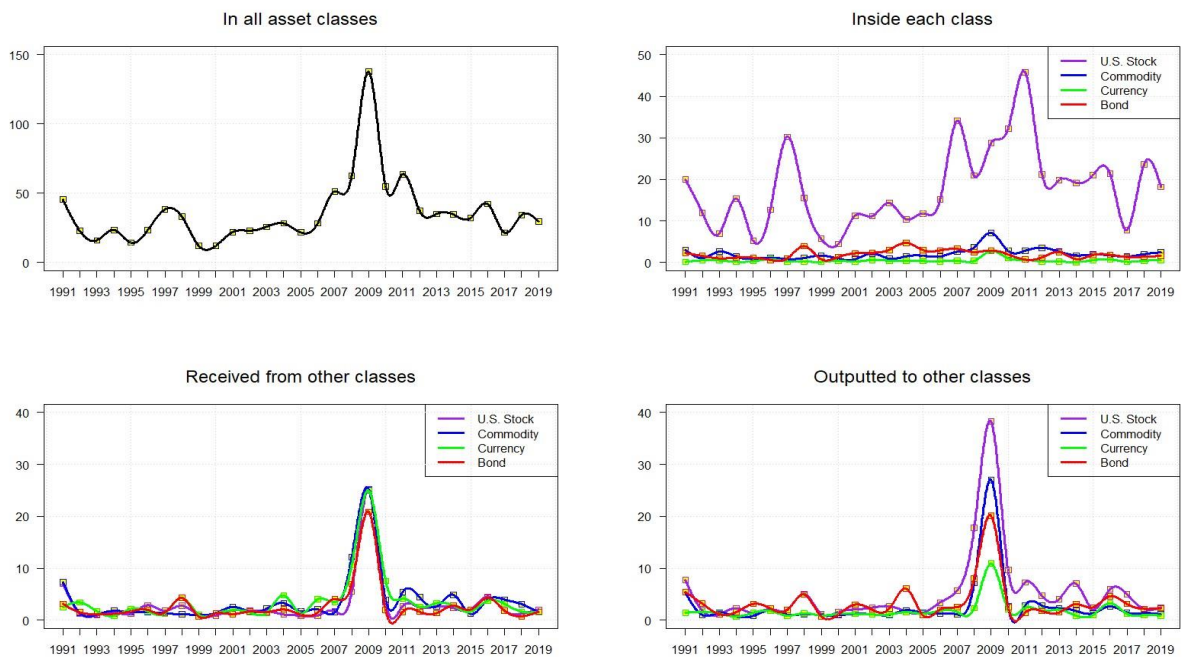 In all asset classes
150
100
50
0
1991 1993 1995 1997 1999 2001 2003 2005 2007 2009 2011 2013 2015 2017 2019
Inside each class
50
40
30
20
10
0
U.S. Stock
Commodity
Currency
Bond
1991 1993 1995 1997 1999 2001 2003 2005 2007 2009 2011 2013 2015 2017 2019
Received from other classes
40
30
20
10
0
U.S. Stock
Commodity
Currency
Bond
1991 1993 1995 1997 1999 2001 2003 2005 2007 2009 2011 2013 2015 2017 2019
Outputted to other classes
40
30
20
10
0
U.S. Stock
Commodity
Currency
Bond
1991 1993 1995 1997 1999 2001 2003 2005 2007 2009 2011 2013 2015 2017 2019